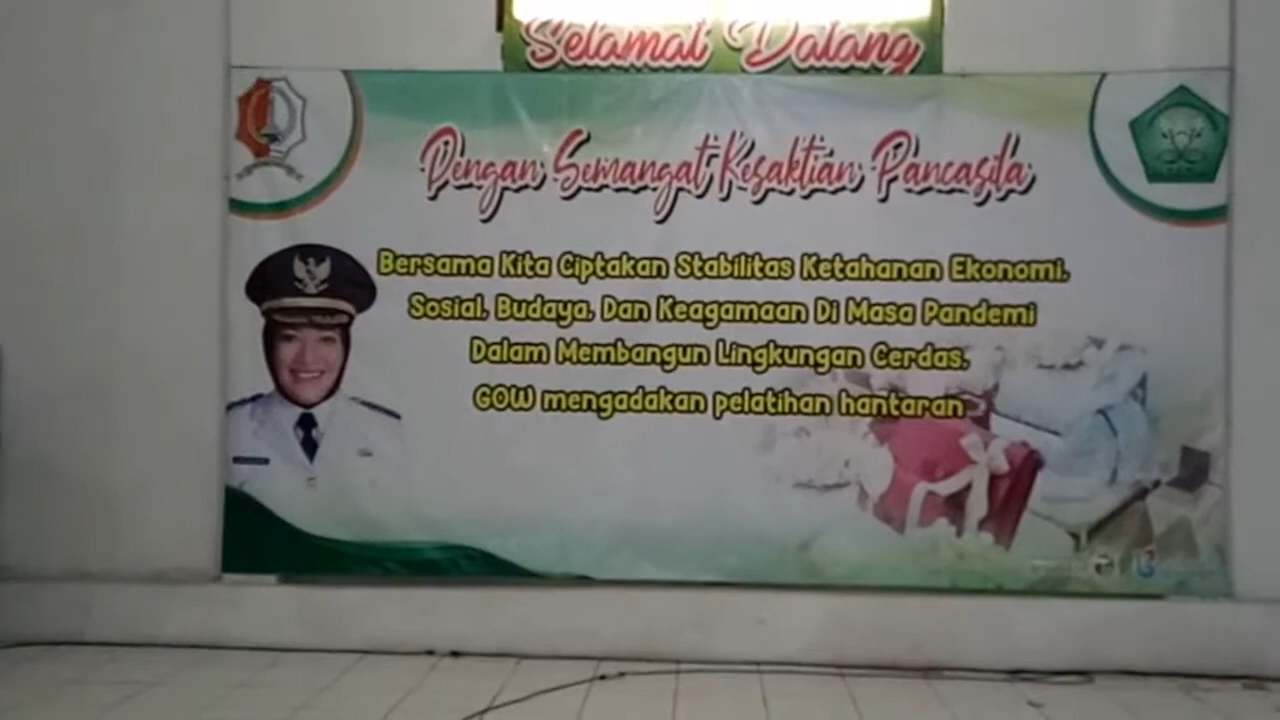 Selamat Datang
Dengan Semangat Kesaktian Pancasila
Bersama Kita Ciptakan Stabilitas Ketahanan Ekonomi,
Sosial, Budaya, Dan Keagamaan Di Masa Pandemi
Dalam Membangun Lingkungan Cerdas,
GOW mengadakan pelatihan hantaran